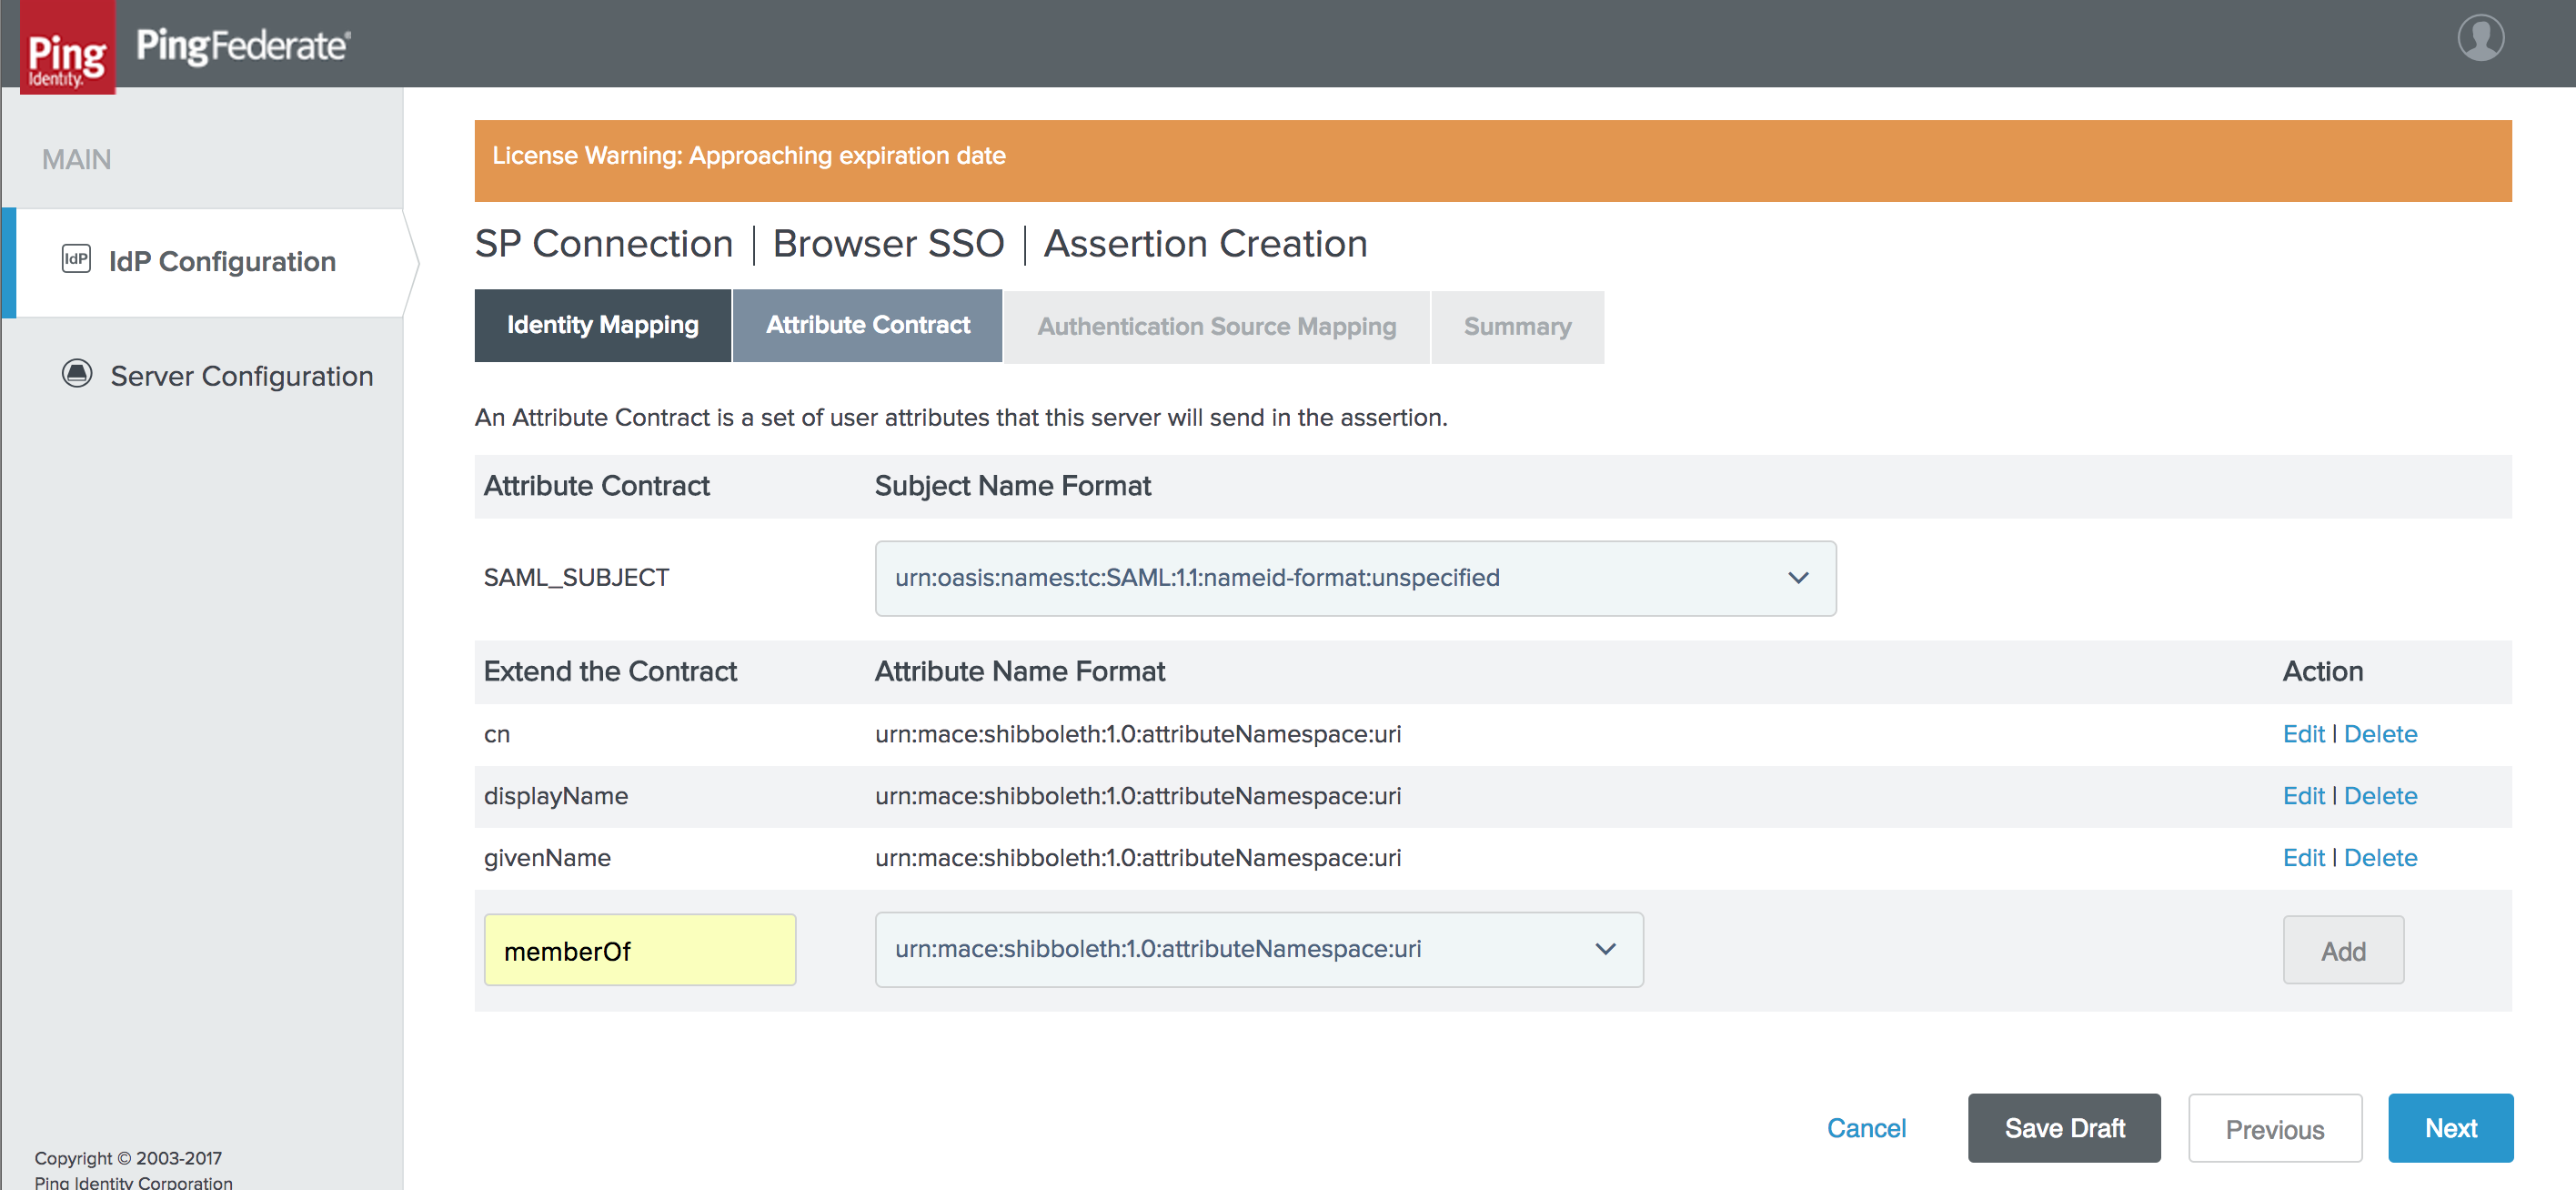 Ping
Identity.
PingFederate®
MAIN
IdP IdP Configuration
Server Configuration
License Warning: Approaching expiration date
SP Connection | Browser SSO | Assertion Creation
Identity Mapping Attribute Contract Authentication Source Mapping Summary
An Attribute Contract is a set of user attributes that this server will send in the assertion.
Attribute Contract Subject Name Format
SAML_SUBJECT urn:oasis:names:tc:SAML:1.1:nameid-format:unspecified
Extend the Contract Attribute Name Format Action
cn urn:mace:shibboleth:1.0:attributeNamespace:uri Edit | Delete
displayName urn:mace:shibboleth:1.0:attributeNamespace:uri Edit | Delete
givenName urn:mace:shibboleth:1.0:attributeNamespace:uri Edit | Delete
memberOf urn:mace:shibboleth:1.0:attributeNamespace:uri Add
Cancel Save Draft Previous Next
Copyright © 2003-2017
Ping Identity Corporation